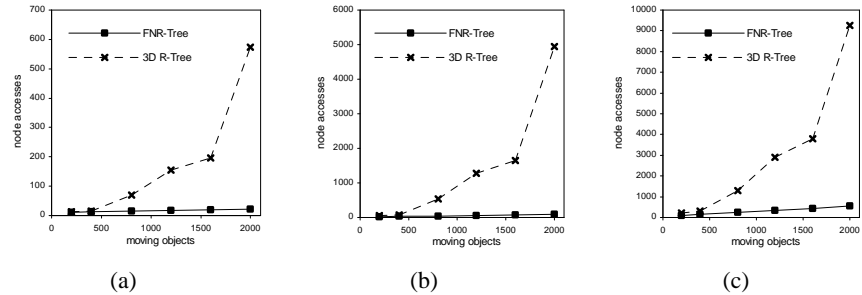 700
600
500
400
300
200
100
0
node accesses
FNR-Tree
3D R-Tree
0 500 1000 1500 2000
moving objects
(a)
6000
5000
4000
3000
2000
1000
0
node accesses
FNR-Tree
3D R-Tree
0 500 1000 1500 2000
moving objects
(b)
10000
9000
8000
7000
6000
5000
4000
3000
2000
1000
0
node accesses
FNR-Tree
3D R-Tree
0 500 1000 1500 2000
moving objects
(c)